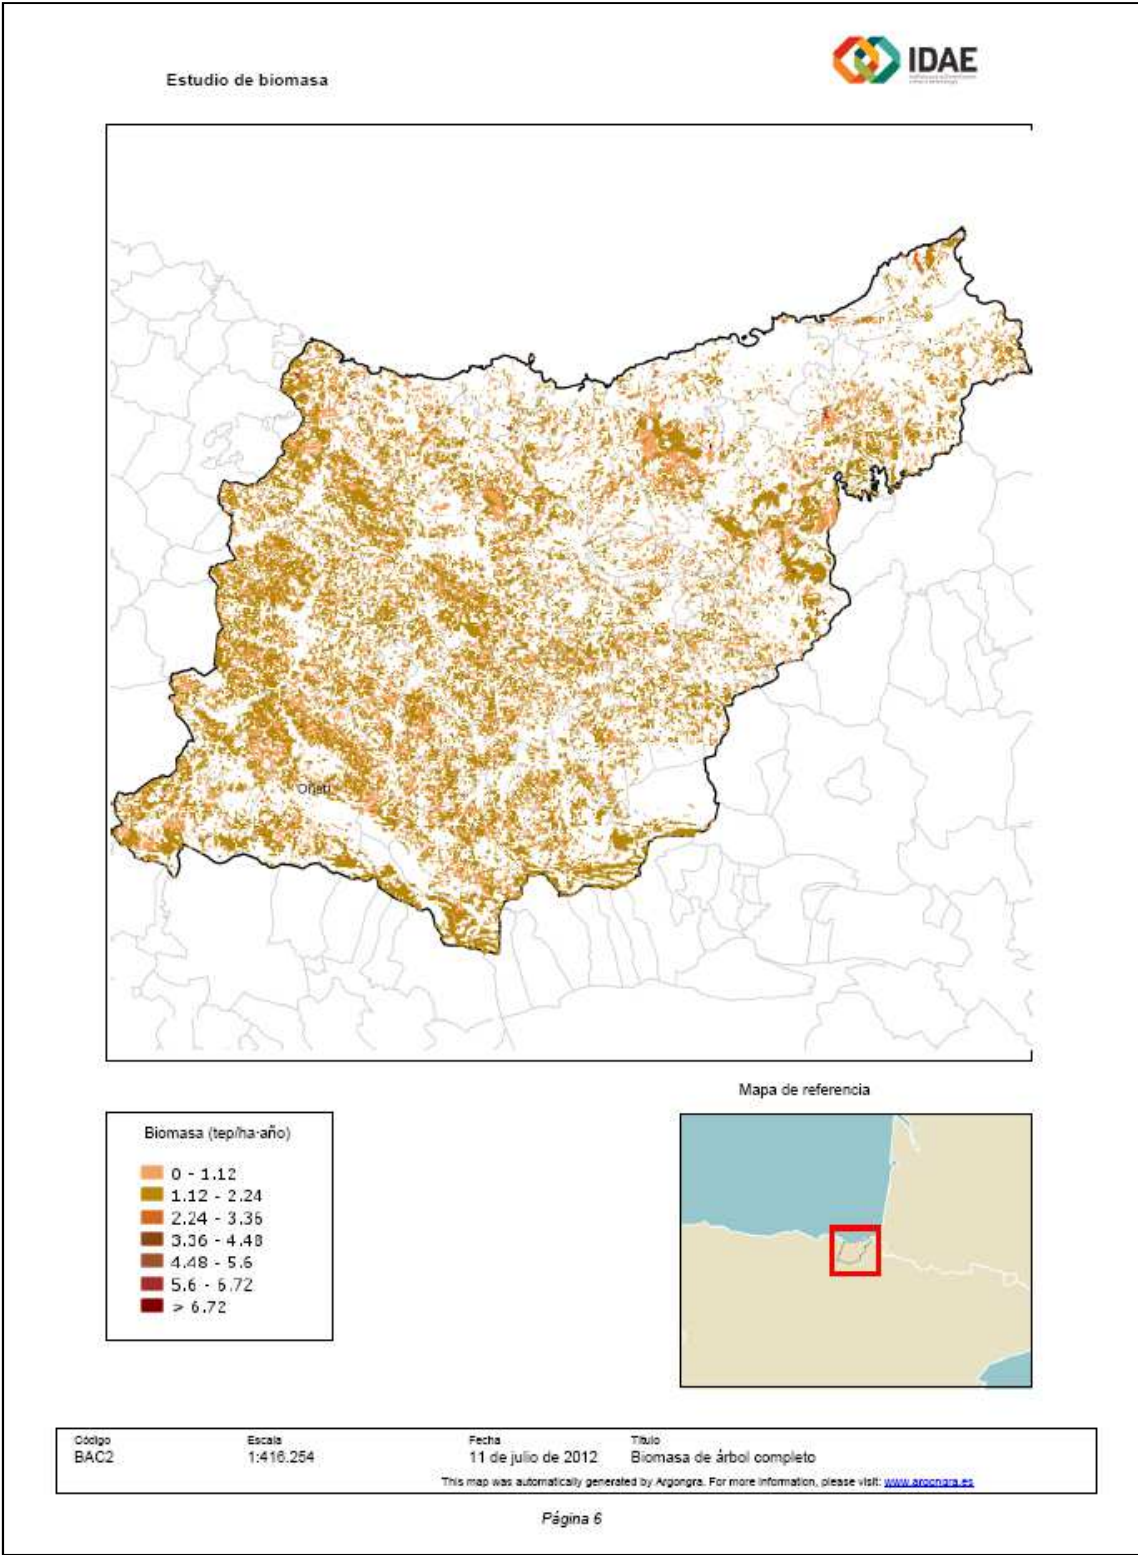 Estudio de biomasa
IDAE
Oñati
Mapa de referencia
Biomasa (tep/ha·año)
0 - 1.12
1.12 - 2.24
2.24 - 3.36
3.36 - 4.48
4.48 - 5.6
5.6 - 6.72
> 6.72
Código Escala Fecha Título
BAC2 1:416.254 11 de julio de 2012 Biomasa de árbol completo
This map was automatically generated by Argongra. For more information, please visit: www.argongra.es
Página 6